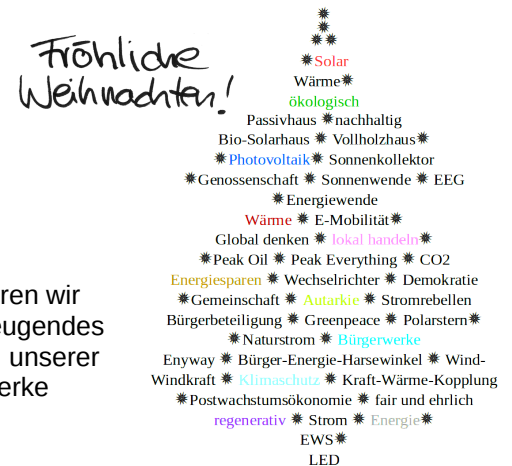 Fröhliche
Weihnachten!
✷
✷
✷✷
✷Solar
Wärme✷
ökologisch
Passivhaus ✷nachhaltig
Bio-Solarhaus ✷ Vollholzhaus✷
✷Photovoltaik✷ Sonnenkollektor
✷Genossenschaft ✷ Sonnenwende ✷ EEG
✷Energiewende
Wärme ✷ E-Mobilität✷
Global denken ✷ lokal handeln✷
✷Peak Oil ✷ Peak Everything ✷ CO2
Energiesparen ✷ Wechselrichter ✷ Demokratie
✷Gemeinschaft ✷ Autarkie ✷ Stromrebellen
Bürgerbeteiligung ✷ Greenpeace ✷ Polarstern✷
✷Naturstrom ✷ Bürgerwerke
Enyway ✷ Bürger-Energie-Harsewinkel ✷ Wind-
Windkraft ✷ Klimaschutz ✷ Kraft-Wärme-Kopplung
✷Postwachstumsökonomie ✷ fair und ehrlich
regenerativ ✷ Strom ✷ Energie✷
EWS✷
LED
ren wir
eugendes
unserer
erke